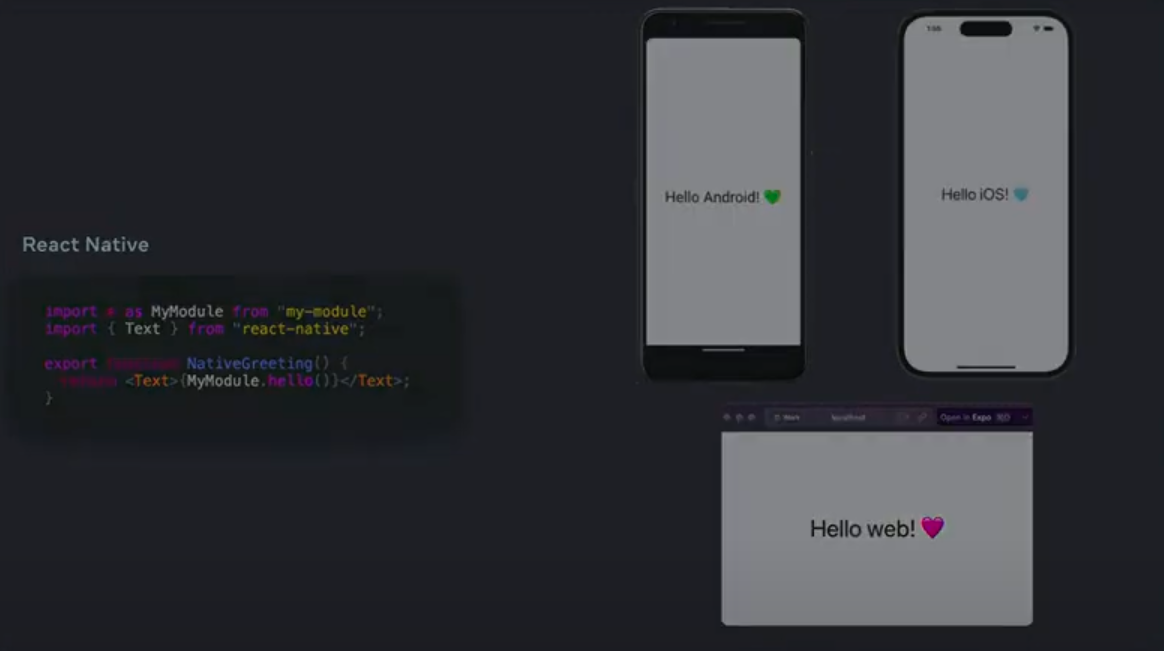 React Native
import * as MyModule from "my-module";
import { Text } from "react-native";
export function NativeGreeting() {
return <Text>{MyModule.hello()}</Text>;
}
Hello Android! 💚
Hello iOS! 🩵
localhost
Open in Expo
Hello web! 🩷